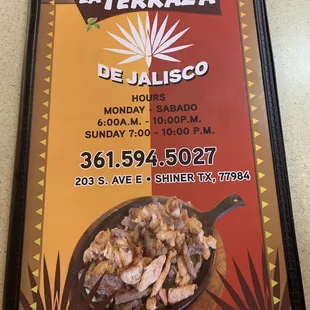 LA TERRAZA
DE JALISCO
HOURS
MONDAY - SABADO
6:00A.M. - 10:00P.M.
SUNDAY 7:00 - 10:00 P.M.
361.594.5027
203 S. AVE E • SHINER TX, 77984